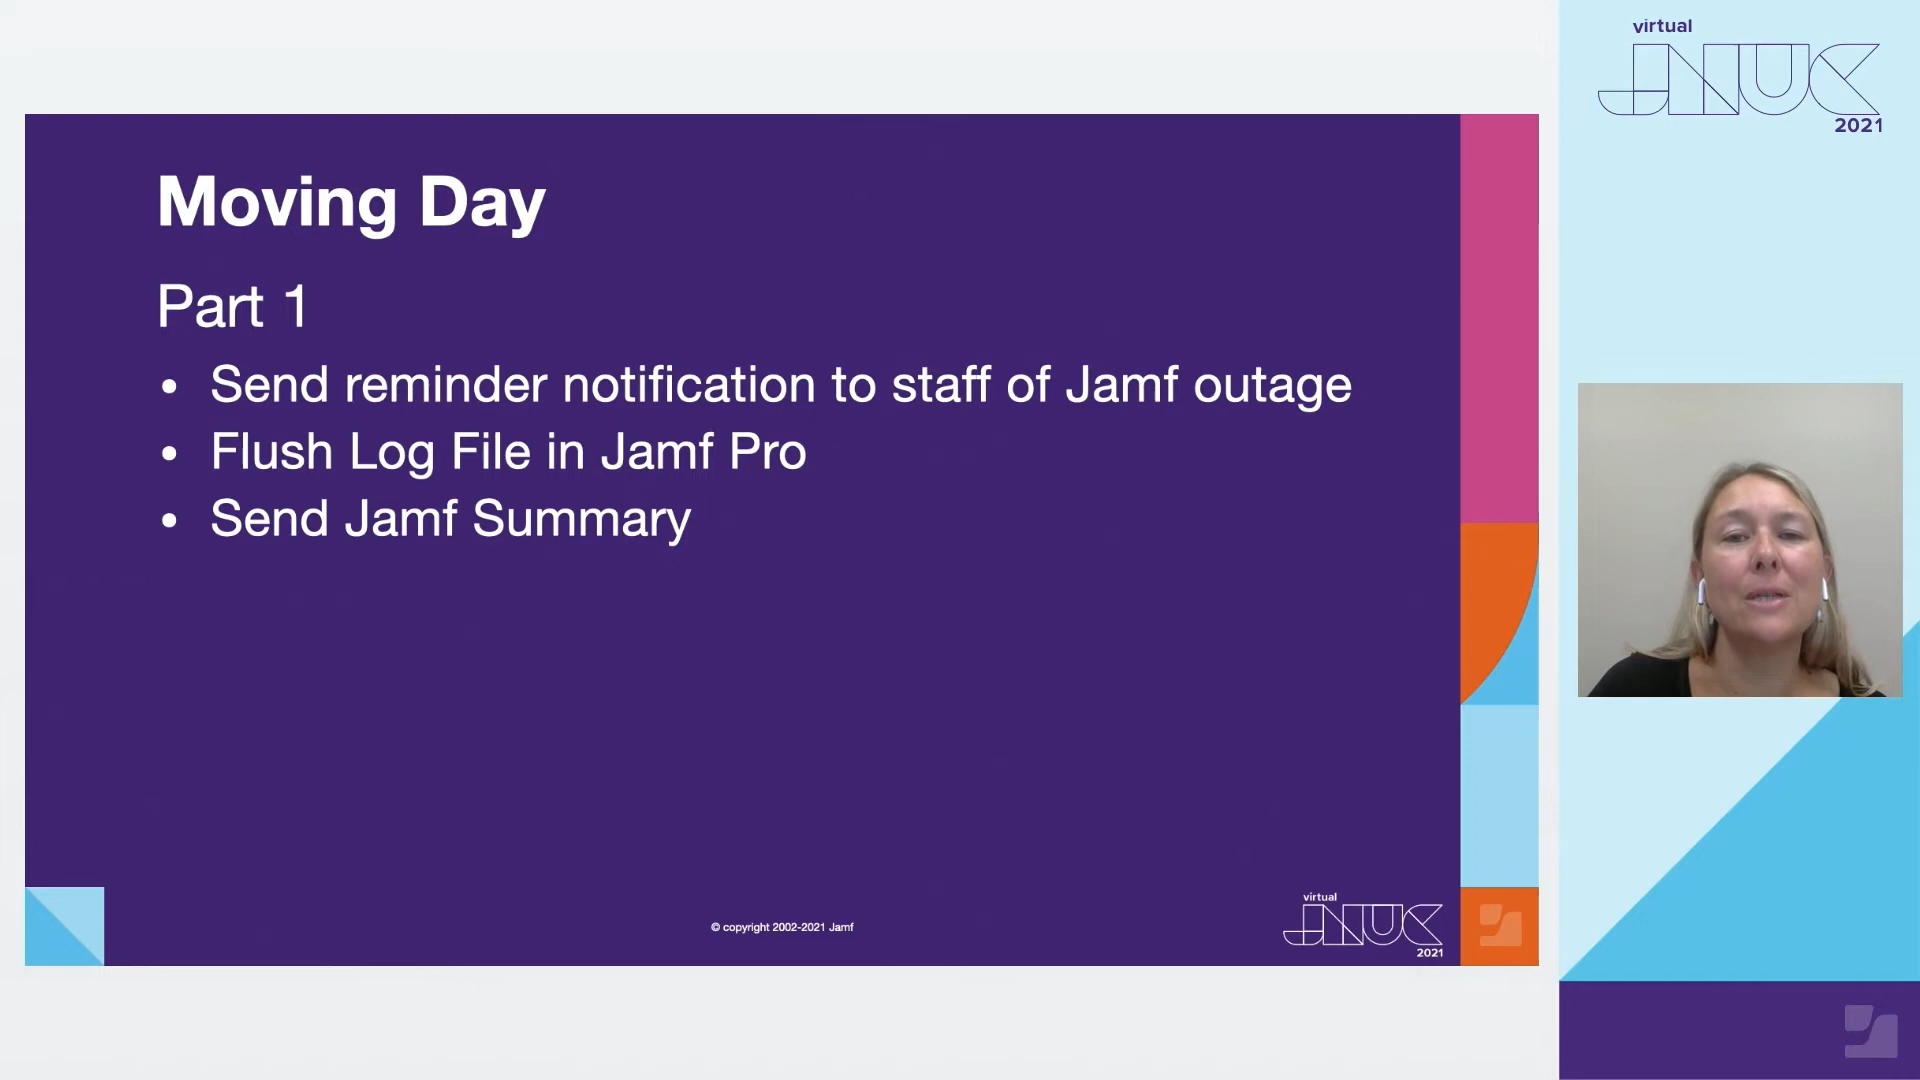 Moving Day
Part 1
• Send reminder notification to staff of Jamf outage
• Flush Log File in Jamf Pro
• Send Jamf Summary
© copyright 2002-2021 Jamf
virtual
JNUC
2021
virtual
JNUC
2021